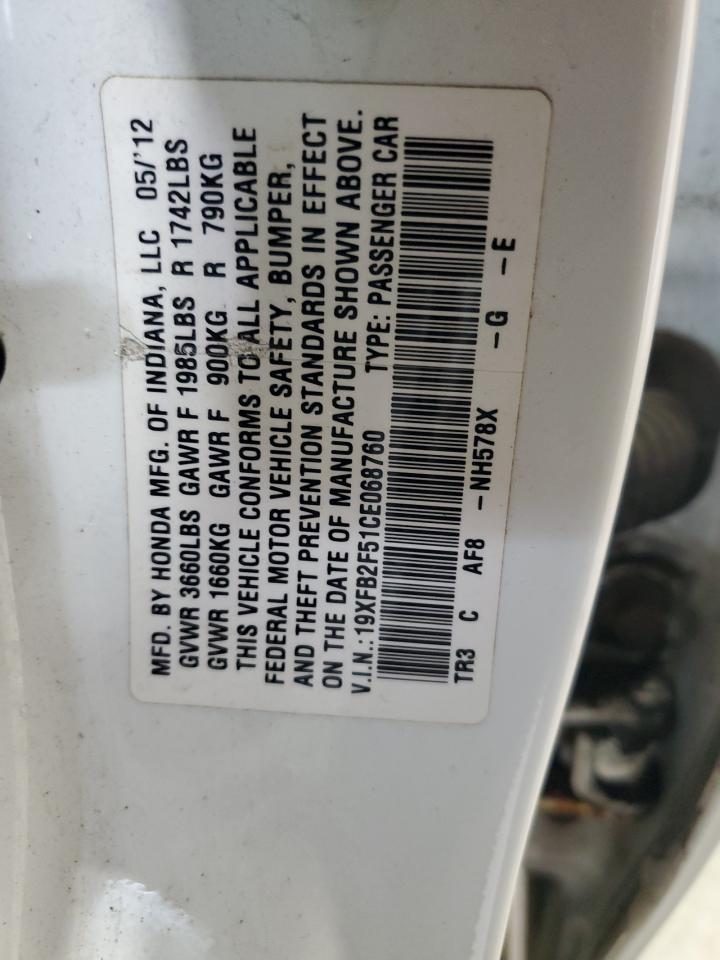 MFD. BY HONDA MFG. OF INDIANA, LLC 05/'12
GVWR 3660LBS GAWR F 1985LBS R 1742LBS
GVWR 1660KG GAWR F 900KG R 790KG
THIS VEHICLE CONFORMS TO ALL APPLICABLE
FEDERAL MOTOR VEHICLE SAFETY, BUMPER,
AND THEFT PREVENTION STANDARDS IN EFFECT
ON THE DATE OF MANUFACTURE SHOWN ABOVE.
V.I.N.:19XFB2F51CE068760 TYPE: PASSENGER CAR
TR3 C AF8 -NH578X -G -E